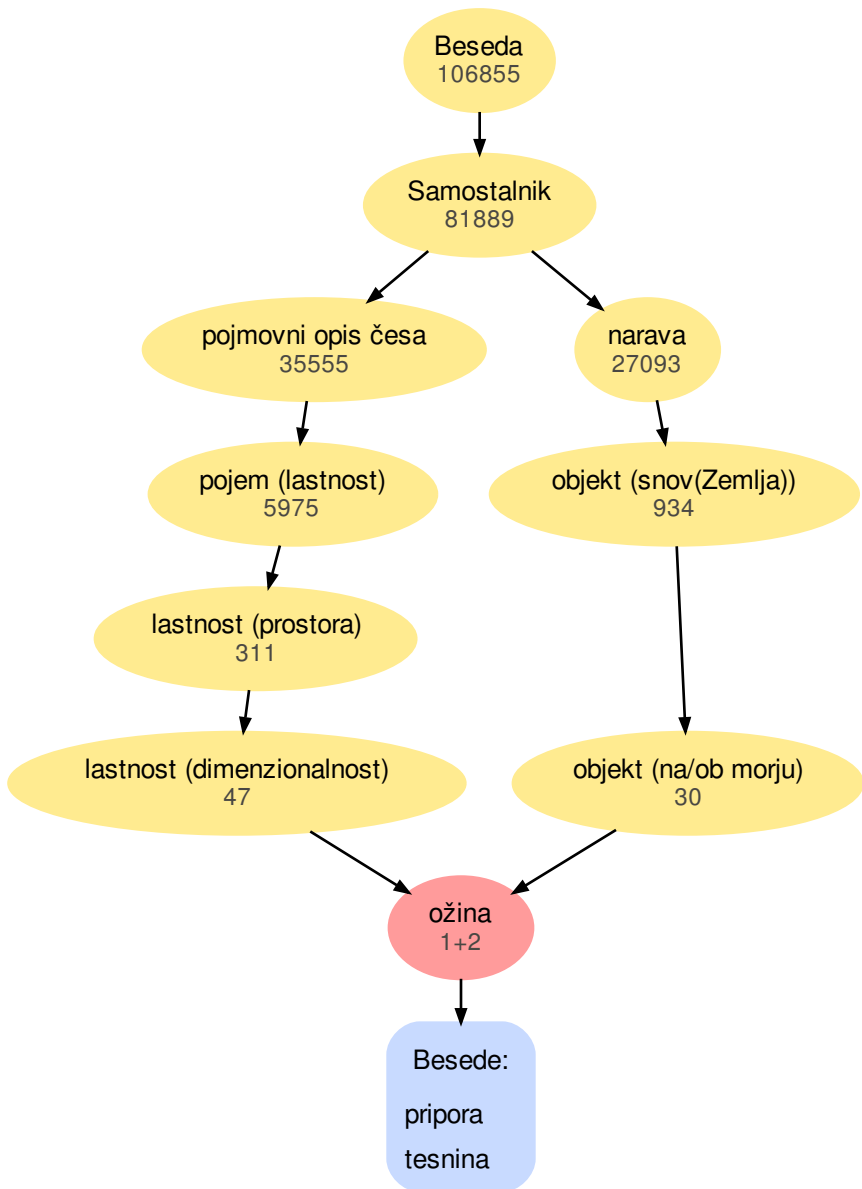 Beseda
106855
Samostalnik
81889
pojmovni opis česa
35555
narava
27093
pojem (lastnost)
5975
objekt (snov(Zemlja))
934
lastnost (prostora)
311
lastnost (dimenzionalnost)
47
objekt (na/ob morju)
30
ožina
1+2
Besede:
pripora
tesnina